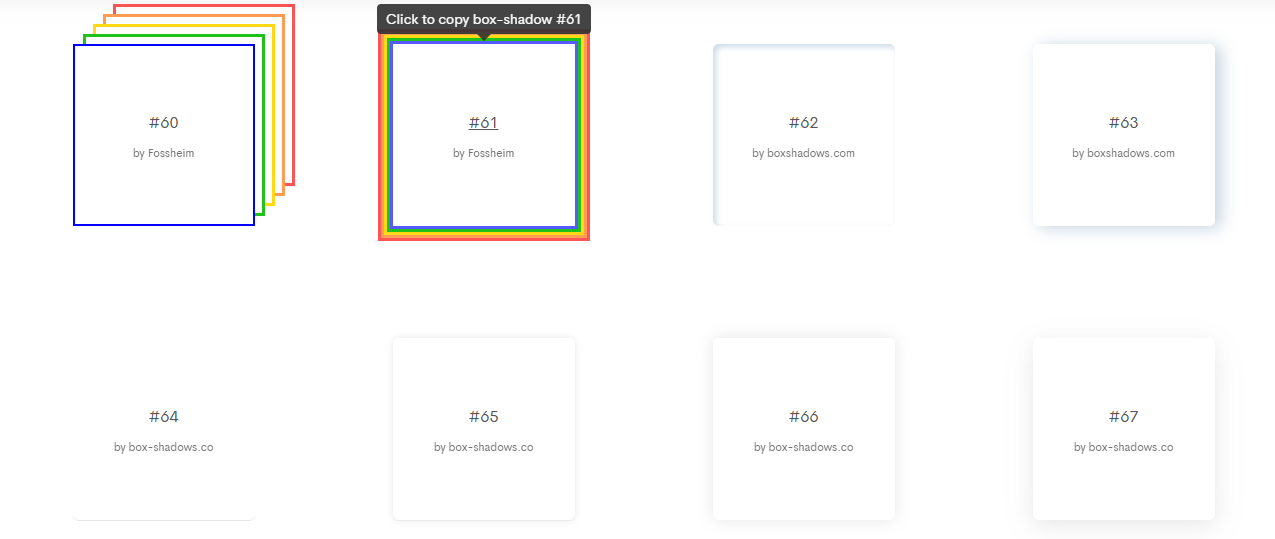 Click to copy box-shadow #61
#60
by Fossheim
#61
by Fossheim
#62
by boxshadows.com
#63
by boxshadows.com
#64
by box-shadows.co
#65
by box-shadows.co
#66
by box-shadows.co
#67
by box-shadows.co